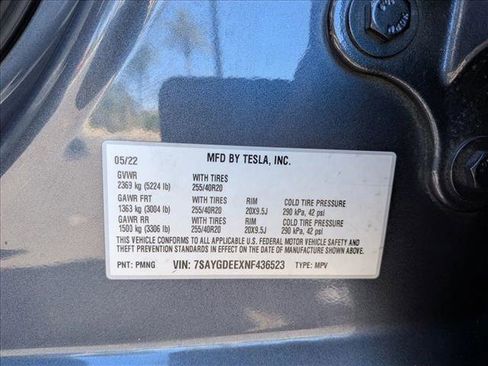 05/22 MFD BY TESLA, INC.
GVWR WITH TIRES
2369 kg (5224 lb) 255/40R20
GAWR FRT WITH TIRES RIM COLD TIRE PRESSURE
1363 kg (3004 lb) 255/40R20 20X9.5J 290 kPa, 42 psi
GAWR RR WITH TIRES RIM COLD TIRE PRESSURE
1500 kg (3306 lb) 255/40R20 20X9.5J 290 kPa, 42 psi
THIS VEHICLE CONFORMS TO ALL APPLICABLE U.S. FEDERAL MOTOR VEHICLE SAFETY AND
THEFT PREVENTION STANDARDS IN EFFECT ON THE DATE OF MANUFACTURE SHOWN ABOVE.
PNT: PMNG VIN: 7SAYGDEEXNF436523 TYPE: MPV